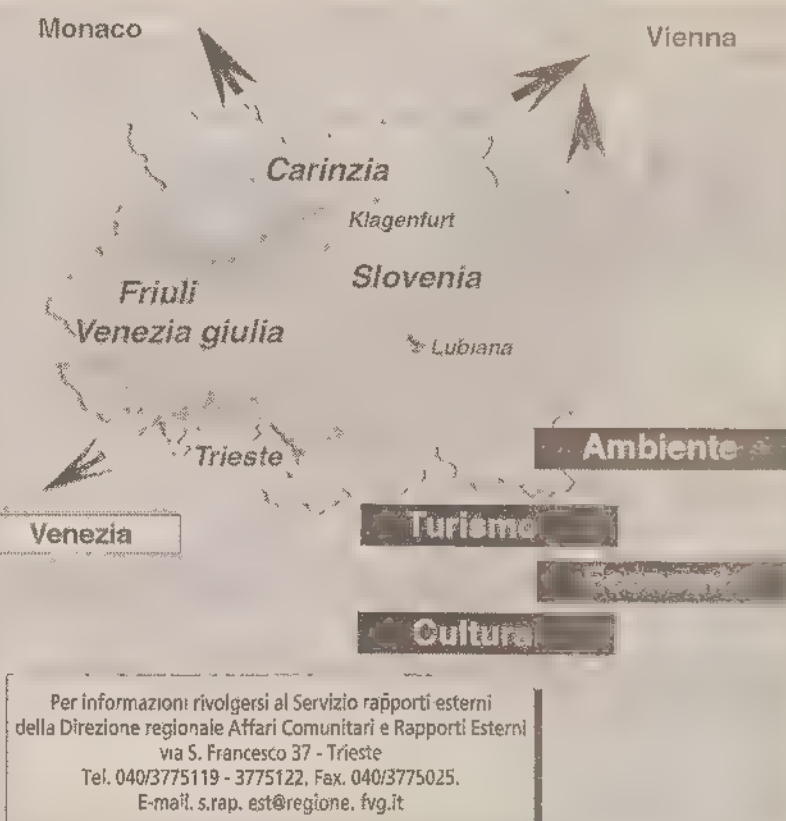 Monaco
Vienna
Carinzia
Klagenfurt
Slovenia
Friuli
Venezia giulia
Lubiana
Trieste
Ambiente
Venezia
Turismo
Cultura
Per informazioni rivolgersi al Servizio rapporti esterni
della Direzione regionale Affari Comunitari e Rapporti Esterni
via S. Francesco 37 - Trieste
Tel. 040/3775119 - 3775122, Fax. 040/3775025.
E-mail. s.rap. est@regione. fvg.it